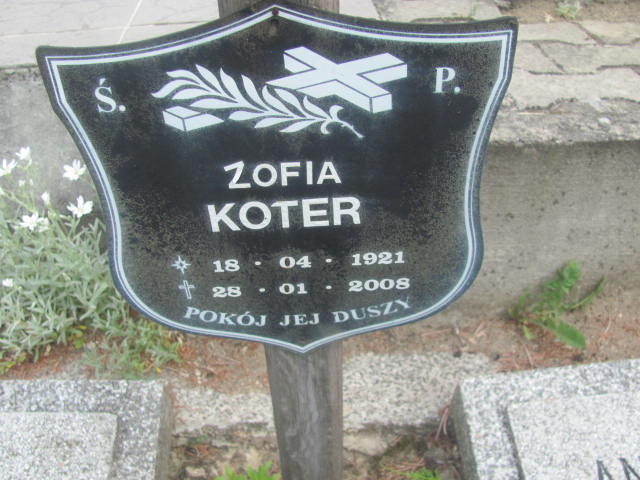 Ś. P.
ZOFIA
KOTER
18 · 04 · 1921
28 · 01 · 2008
POKÓJ JEJ DUSZY